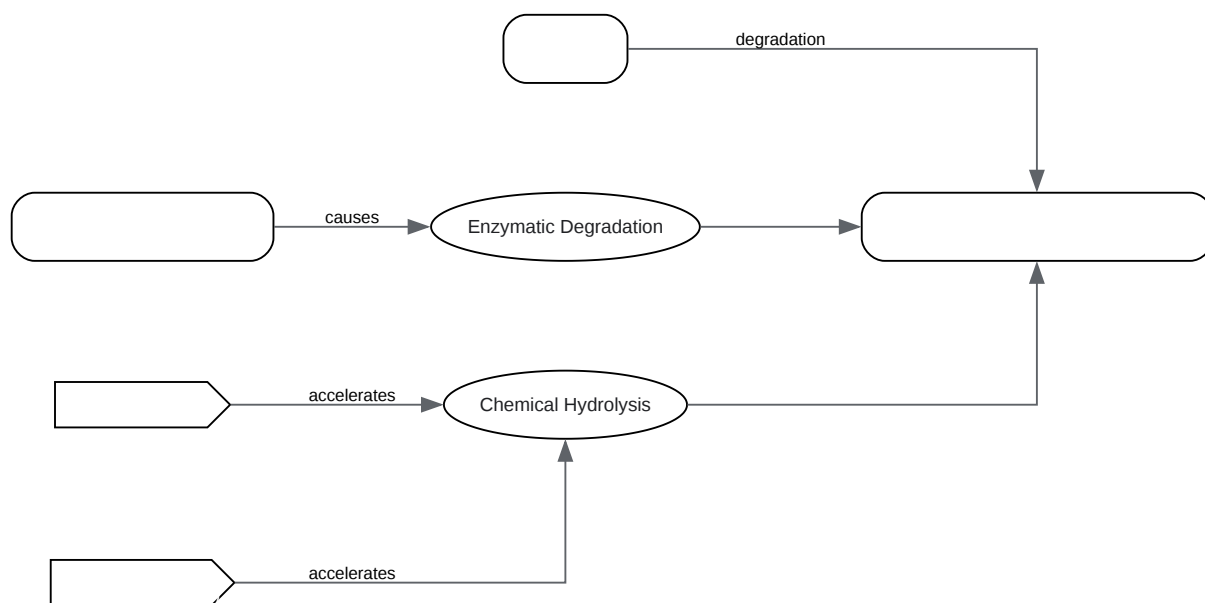 degradation
causes
Enzymatic Degradation
accelerates
Chemical Hydrolysis
accelerates